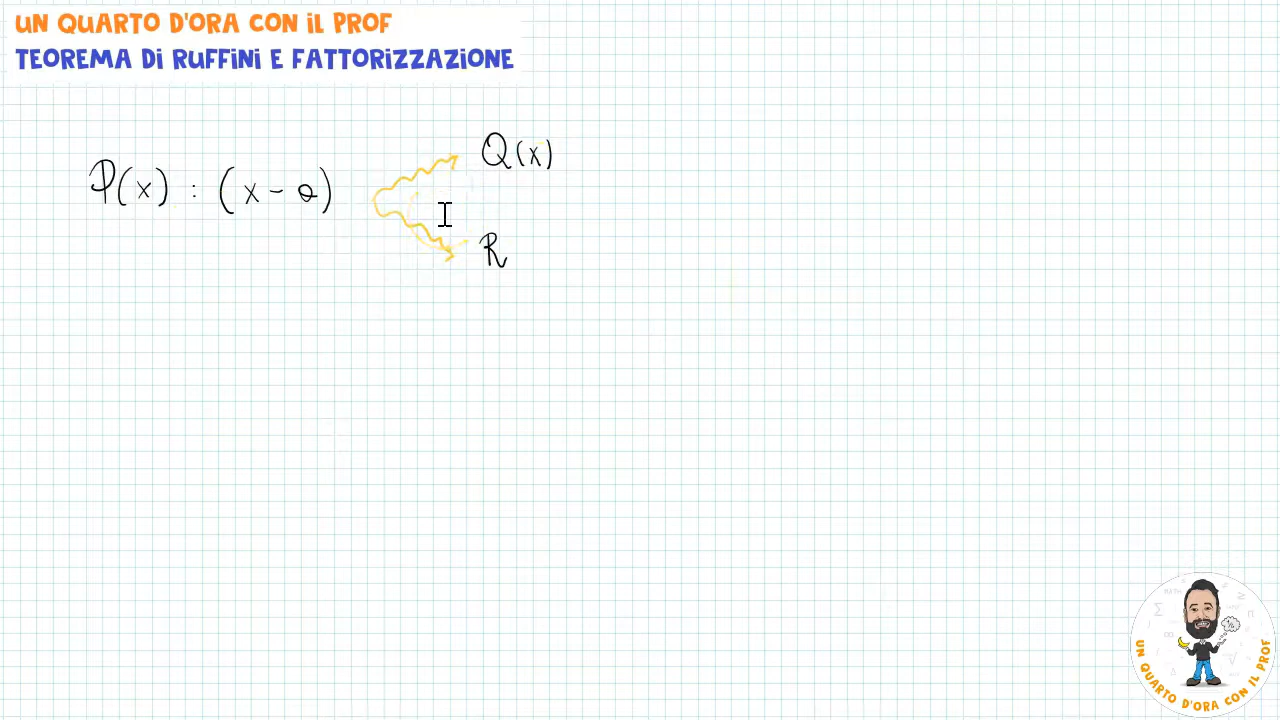 UN QUARTO D'ORA CON iL PROF
TEOREMA Di RUFFiNi E FATTORiZZAZiONE
P(x) : (x - a)
Q(x)
R
UN QUARTO D'ORA CON IL PROF